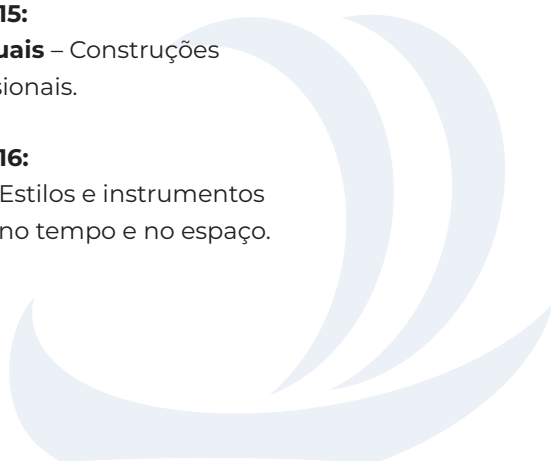 15:
uais – Construções
sionais.
16:
Estilos e instrumentos
no tempo e no espaço.